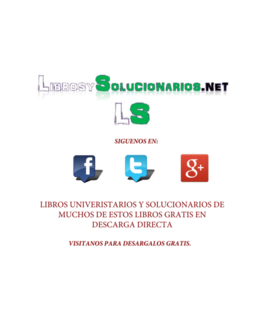 LIBROSYSOLUCIONARIOS.NET
LS
SIGUENOS EN:
f t g+
LIBROS UNIVERISTARIOS Y SOLUCIONARIOS DE
MUCHOS DE ESTOS LIBROS GRATIS EN
DESCARGA DIRECTA
VISITANOS PARA DESARGALOS GRATIS.